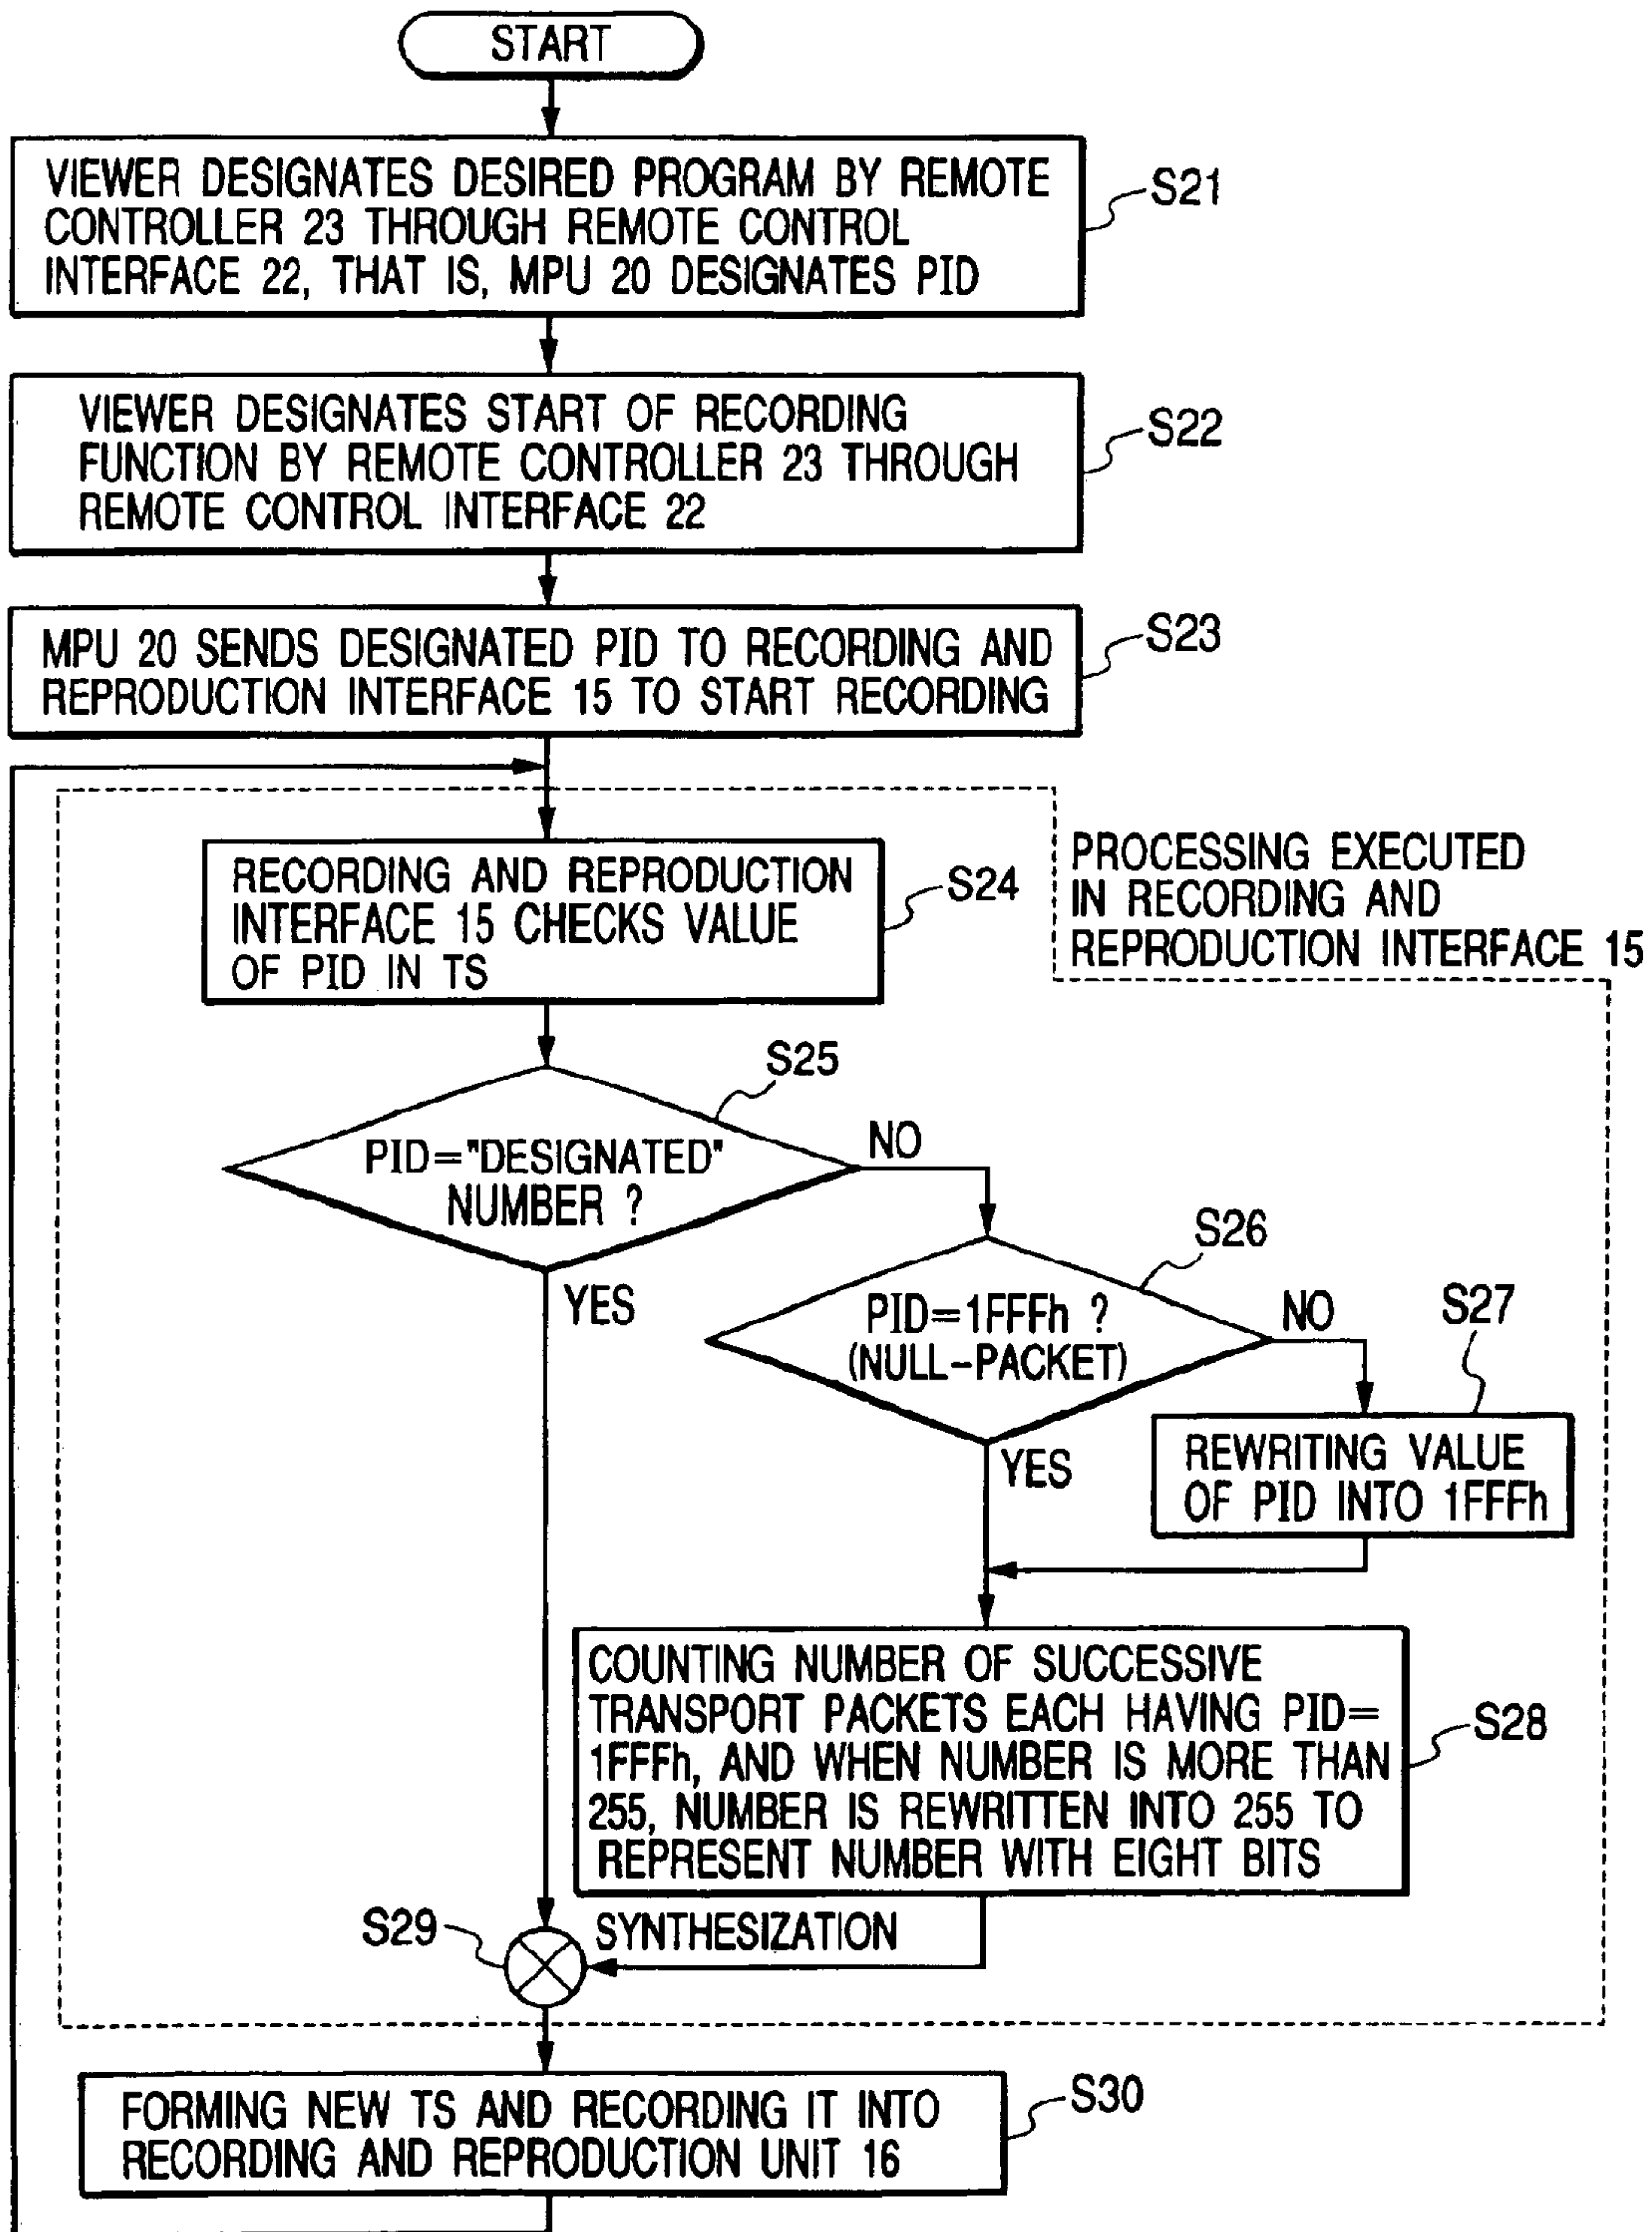 START
VIEWER DESIGNATES DESIRED PROGRAM BY REMOTE
CONTROLLER 23 THROUGH REMOTE CONTROL
INTERFACE 22, THAT IS, MPU 20 DESIGNATES PID
S21
VIEWER DESIGNATES START OF RECORDING
FUNCTION BY REMOTE CONTROLLER 23 THROUGH
REMOTE CONTROL INTERFACE 22
S22
MPU 20 SENDS DESIGNATED PID TO RECORDING AND
REPRODUCTION INTERFACE 15 TO START RECORDING
S23
PROCESSING EXECUTED
IN RECORDING AND
REPRODUCTION INTERFACE 15
RECORDING AND REPRODUCTION
INTERFACE 15 CHECKS VALUE
OF PID IN TS
S24
S25
PID="DESIGNATED"
NUMBER ?
NO
YES
S26
PID=1FFFh ?
(NULL-PACKET)
NO
YES
S27
REWRITING VALUE
OF PID INTO 1FFFh
COUNTING NUMBER OF SUCCESSIVE
TRANSPORT PACKETS EACH HAVING PID=
1FFFh, AND WHEN NUMBER IS MORE THAN
255, NUMBER IS REWRITTEN INTO 255 TO
REPRESENT NUMBER WITH EIGHT BITS
S28
S29
SYNTHESIZATION
FORMING NEW TS AND RECORDING IT INTO
RECORDING AND REPRODUCTION UNIT 16
S30